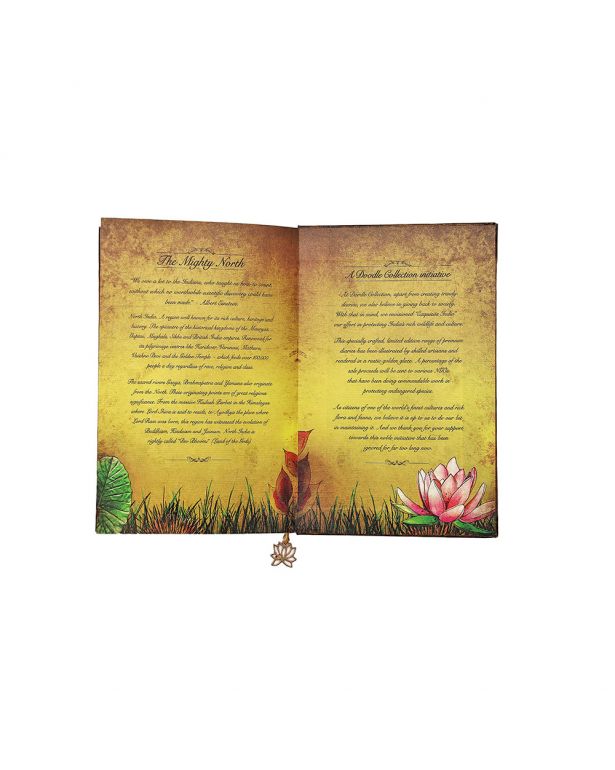 The Mighty North
"We owe a lot to the Indians, who taught us how to count,
without which no worthwhile scientific discovery could have
been made." - Albert Einstein
North India. A region well known for its rich culture, heritage and
history. The epicentre of the historical kingdoms of the Mauryas,
Guptas, Mughals, Sikhs and British India empires. Renowned for
its pilgrimage centres like Haridwar, Varanasi, Mathura,
Vaishno Devi and the Golden Temple - which feeds over 100,000
people a day regardless of race, religion and class.
The sacred rivers Ganga, Brahmaputra and Yamuna also originate
from the North. These originating points are of great religious
significance. From the massive Kailash Parbat in the Himalayas
where Lord Shiva is said to reside, to Ayodhya the place where
Lord Ram was born, this region has witnessed the evolution of
Buddhism, Hinduism and Jainism. North India is
rightly called "Dev Bhoomi" (Land of the Gods)
A Doodle Collection initiative
At Doodle Collection, apart from creating trendy
diaries, we also believe in giving back to society.
With that in mind, we envisioned "Exquisite India"
our effort in protecting India's rich wildlife and culture.
This specially crafted, limited edition range of premium
diaries has been illustrated by skilled artisans and
rendered in a rustic golden glaze. A percentage of the
sale proceeds will be sent to various NGOs
that have been doing commendable work in
protecting endangered species.
As citizens of one of the world's finest cultures and rich
flora and fauna, we believe it is up to us to do our bit
in maintaining it. And we thank you for your support
towards this noble initiative that has been
ignored for far too long now.